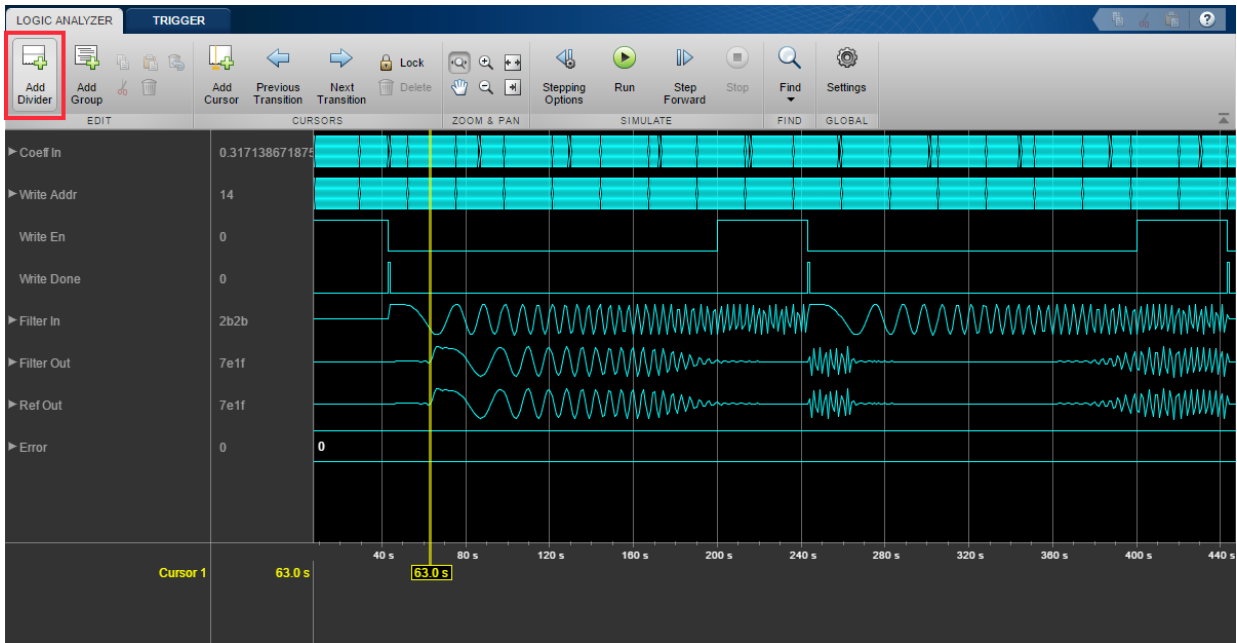 LOGIC ANALYZER TRIGGER
?
Add Divider
Add Group
Add Cursor
Previous Transition
Next Transition
Lock
Delete
Stepping Options
Run
Step Forward
Stop
Find
Settings
EDIT CURSORS ZOOM & PAN SIMULATE FIND GLOBAL
Coeff In 0.317138671875
Write Addr 14
Write En 0
Write Done 0
Filter In 2b2b
Filter Out 7e1f
Ref Out 7e1f
Error 0 0
40 s 80 s 120 s 160 s 200 s 240 s 280 s 320 s 360 s 400 s 440 s
Cursor 1 63.0 s 63.0 s